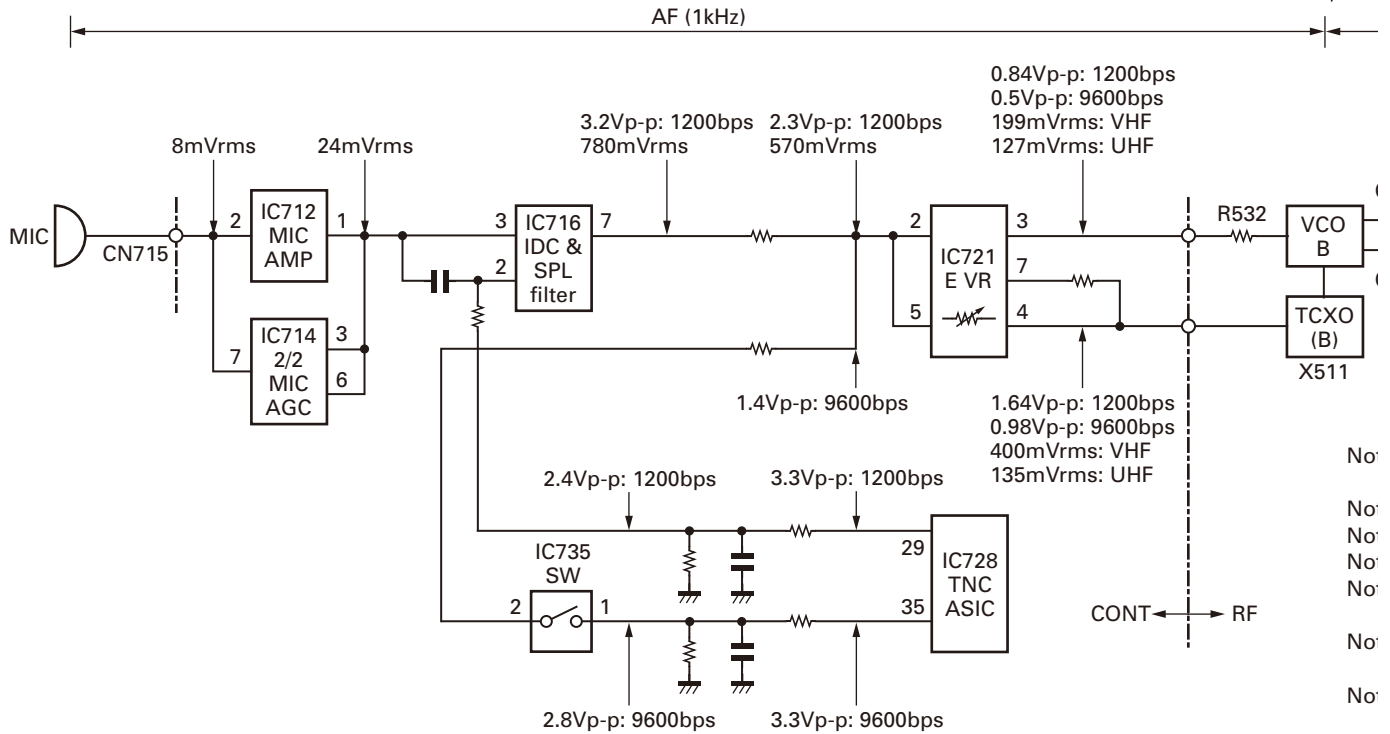 AF (1kHz)
0.84Vp-p: 1200bps
0.5Vp-p: 9600bps
199mVrms: VHF
127mVrms: UHF
3.2Vp-p: 1200bps
780mVrms
2.3Vp-p: 1200bps
570mVrms
8mVrms
24mVrms
MIC
CN715
2
IC712
MIC
AMP
1
3
2
IC716
IDC &
SPL
filter
7
2
5
IC721
E VR
3
7
4
R532
VCO
B
TCXO
(B)
X511
7
IC714
2/2
MIC
AGC
3
6
1.4Vp-p: 9600bps
1.64Vp-p: 1200bps
0.98Vp-p: 9600bps
400mVrms: VHF
135mVrms: UHF
2.4Vp-p: 1200bps
3.3Vp-p: 1200bps
IC735
SW
2
1
29
35
IC728
TNC
ASIC
CONT
RF
2.8Vp-p: 9600bps
3.3Vp-p: 9600bps